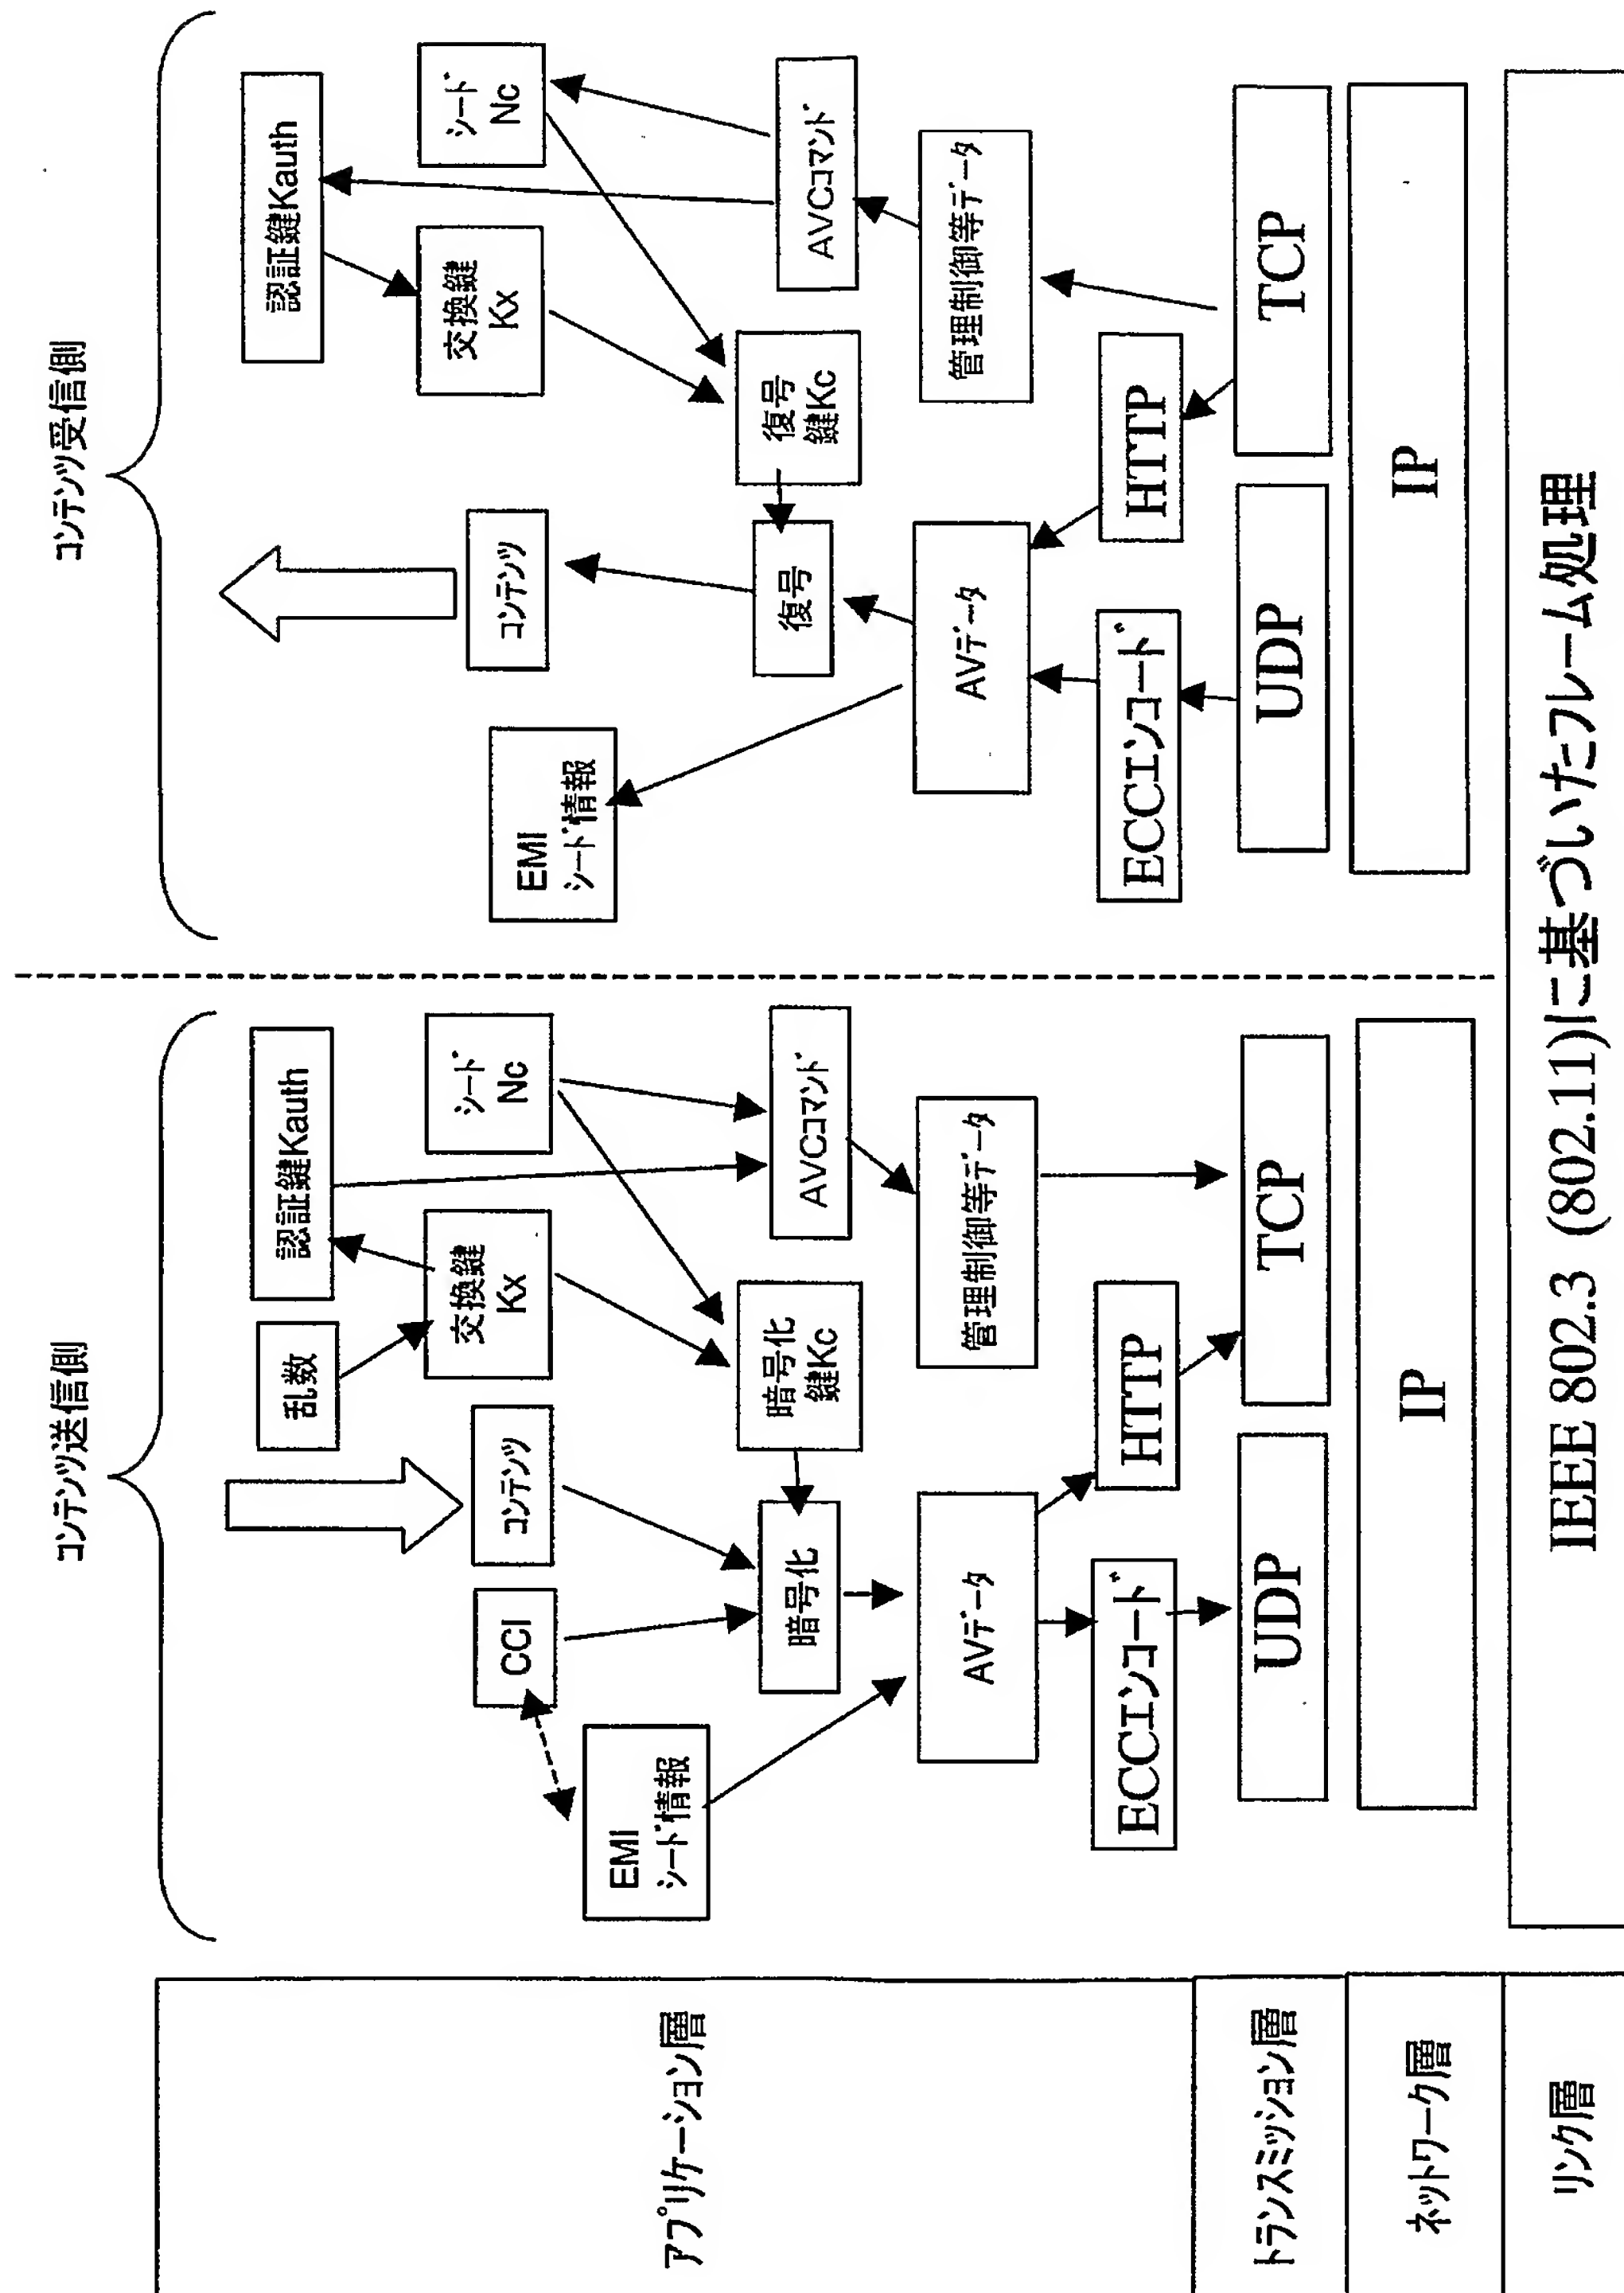 コンテンツ送信側
コンテンツ受信側
アプリケーション層
乱数
認証鍵Kauth
交換鍵
Kx
シード
Nc
CCI
コンテンツ
EMI
シード情報
暗号化
暗号化
鍵Kc
AVCコマンド
AVデータ
管理制御等データ
ECCエンコード
HTTP
EMI
シード情報
コンテンツ
認証鍵Kauth
交換鍵
Kx
シード
Nc
復号
復号
鍵Kc
AVCコマンド
AVデータ
管理制御等データ
ECCエンコード
HTTP
トランスミッション層
UDP
TCP
UDP
TCP
ネットワーク層
IP
IP
リンク層
IEEE 802.3 (802.11)に基づいたフレーム処理